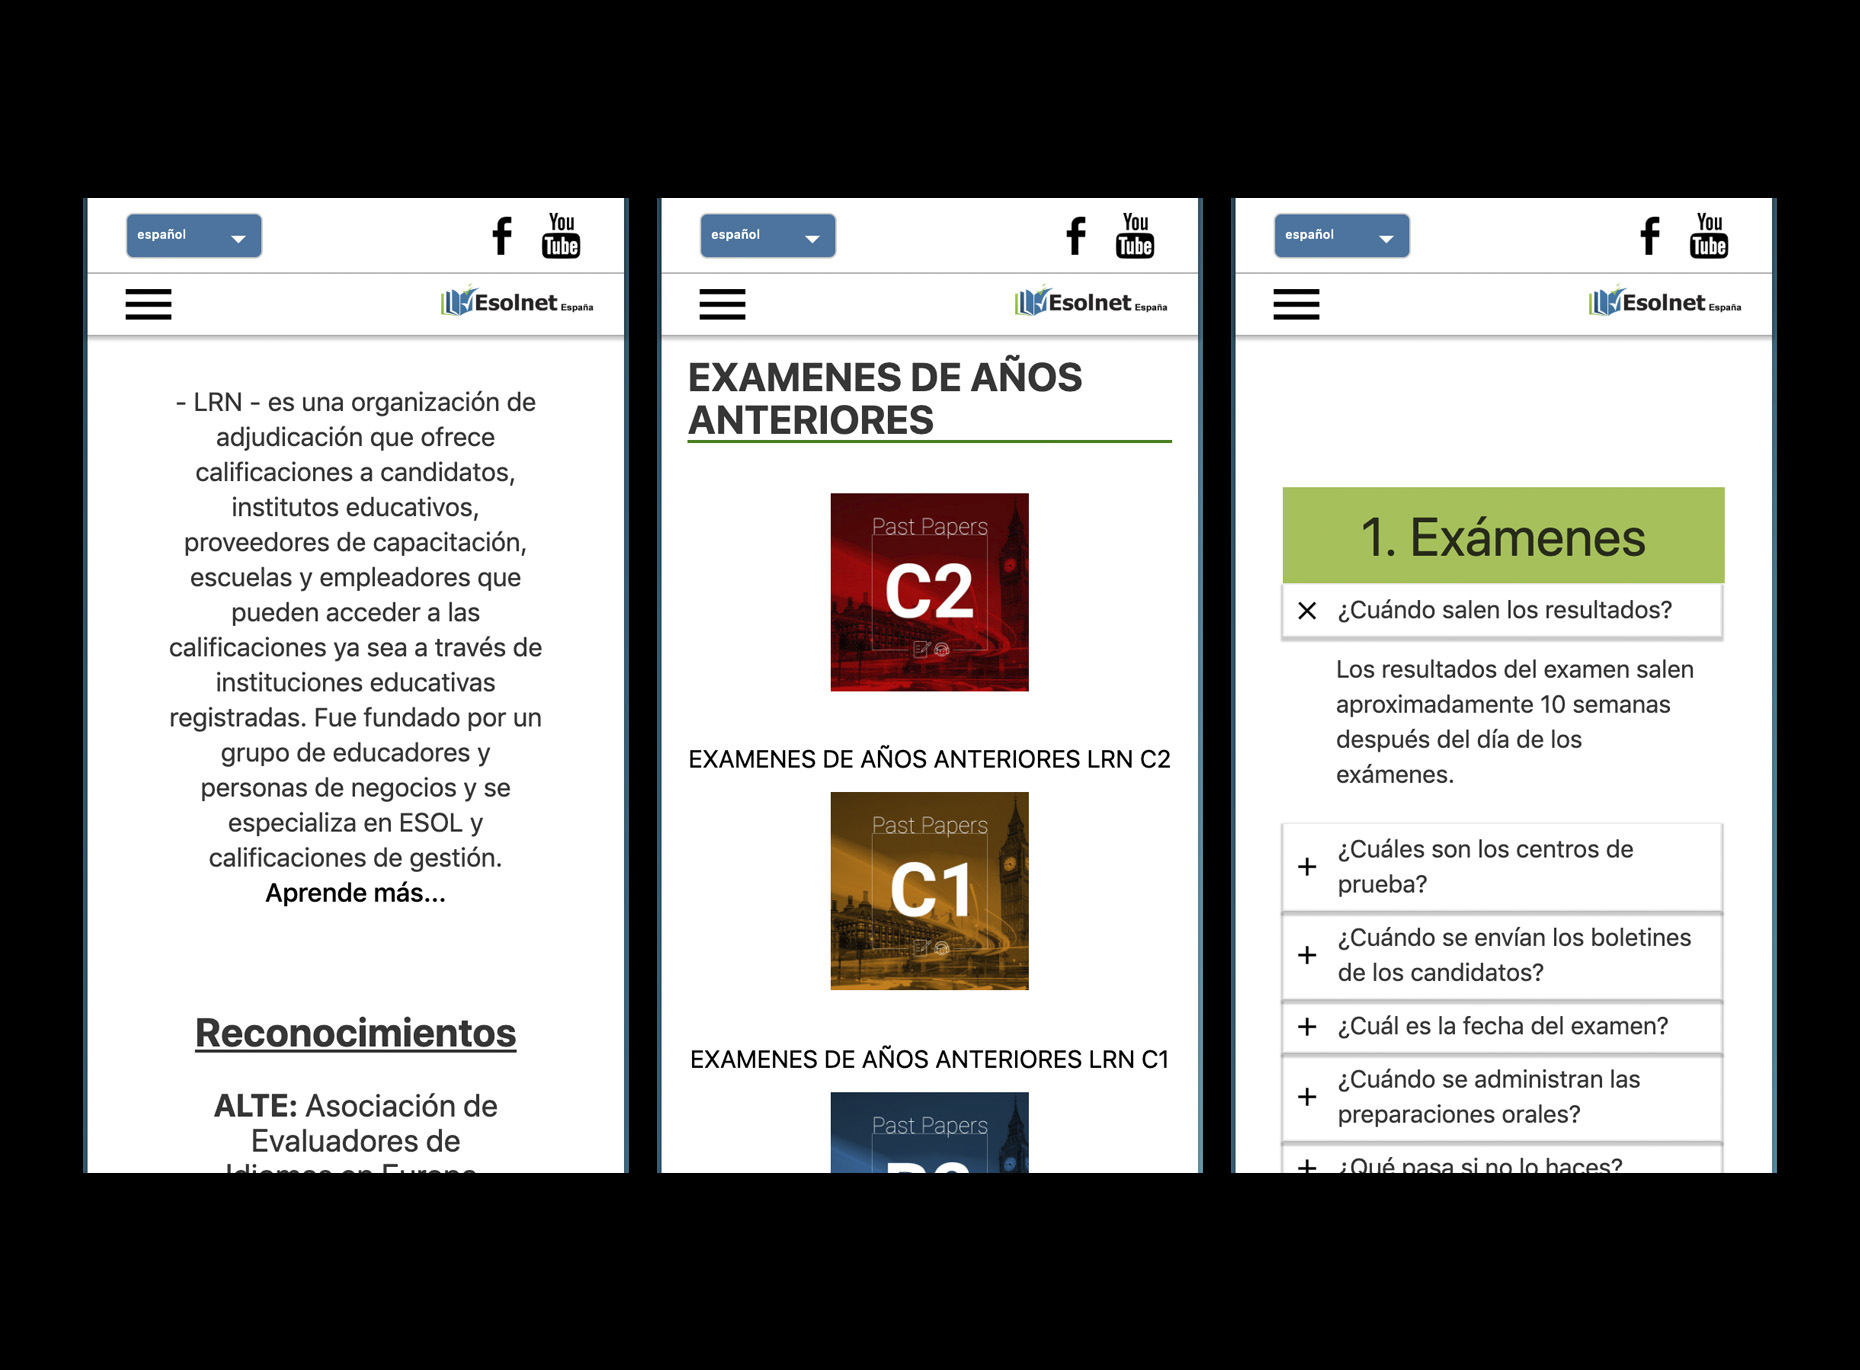 español
You
Tube
Esolnet España
- LRN - es una organización de
adjudicación que ofrece
calificaciones a candidatos,
institutos educativos,
proveedores de capacitación,
escuelas y empleadores que
pueden acceder a las
calificaciones ya sea a través de
instituciones educativas
registradas. Fue fundado por un
grupo de educadores y
personas de negocios y se
especializa en ESOL y
calificaciones de gestión.
Aprende más...
Reconocimientos
ALTE: Asociación de
Evaluadores de
Idiomas en Europa
español
You
Tube
Esolnet España
EXAMENES DE AÑOS
ANTERIORES
Past Papers
C2
EXAMENES DE AÑOS ANTERIORES LRN C2
Past Papers
C1
EXAMENES DE AÑOS ANTERIORES LRN C1
Past Papers
B2
español
You
Tube
Esolnet España
1. Exámenes
¿Cuándo salen los resultados?
Los resultados del examen salen
aproximadamente 10 semanas
después del día de los
exámenes.
¿Cuáles son los centros de
prueba?
¿Cuándo se envían los boletines
de los candidatos?
¿Cuál es la fecha del examen?
¿Cuándo se administran las
preparaciones orales?
¿Qué pasa si no lo haces?